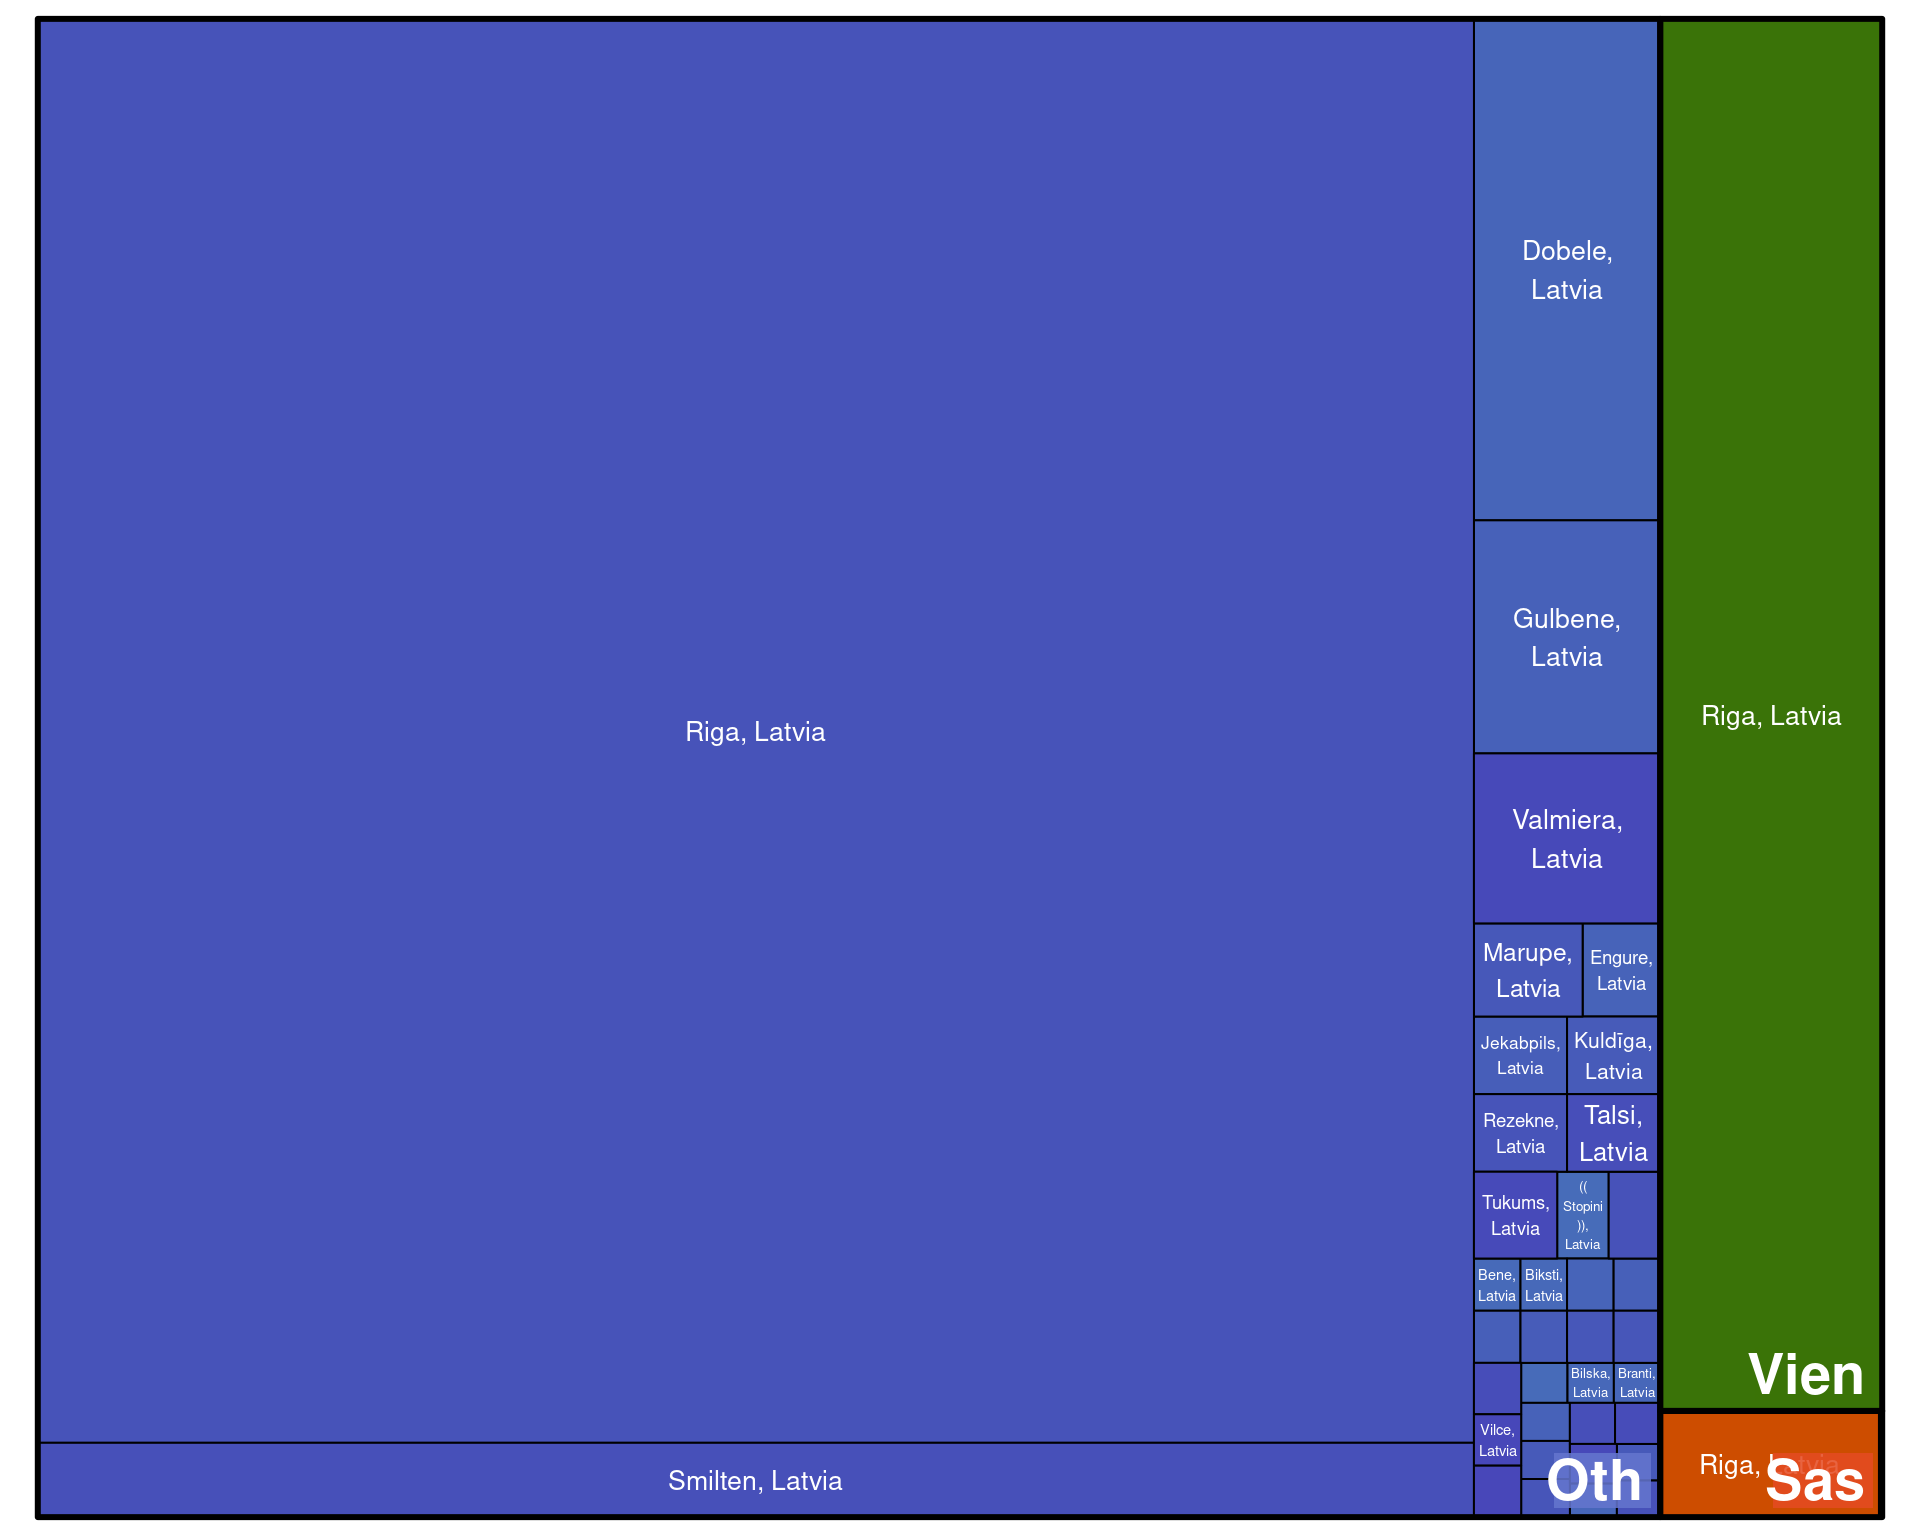 Riga, Latvia
Smilten, Latvia
Dobele,
Latvia
Gulbene,
Latvia
Valmiera,
Latvia
Marupe,
Latvia
Engure,
Latvia
Jekabpils,
Latvia
Kuldīga,
Latvia
Rezekne,
Latvia
Talsi,
Latvia
Tukums,
Latvia
((
Stopini
)),
Latvia
Bene,
Latvia
Biksti,
Latvia
Bilska,
Latvia
Branti,
Latvia
Vilce,
Latvia
Oth
Riga, Latvia
Vien
Riga, Latvia
Sas